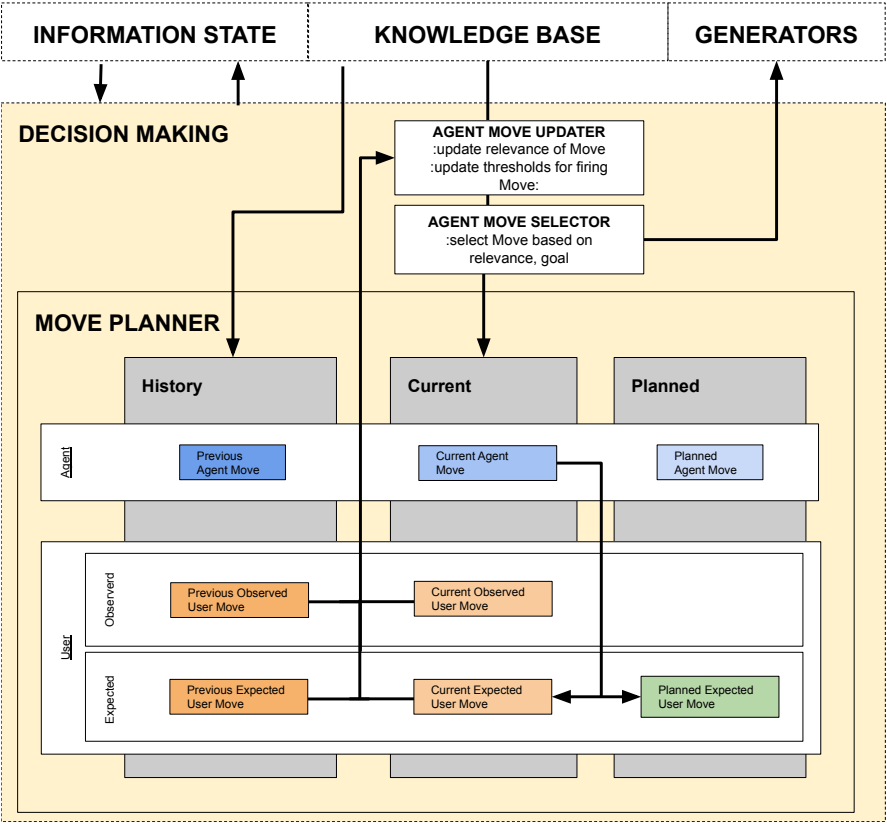 INFORMATION STATE
KNOWLEDGE BASE
GENERATORS
DECISION MAKING
AGENT MOVE UPDATER
:update relevance of Move
:update thresholds for firing
Move:
AGENT MOVE SELECTOR
:select Move based on
relevance, goal
MOVE PLANNER
History
Current
Planned
Agent
Previous
Agent Move
Current Agent
Move
Planned
Agent Move
User
Observerd
Previous Observed
User Move
Current Observed
User Move
Expected
Previous Expected
User Move
Current Expected
User Move
Planned Expected
User Move